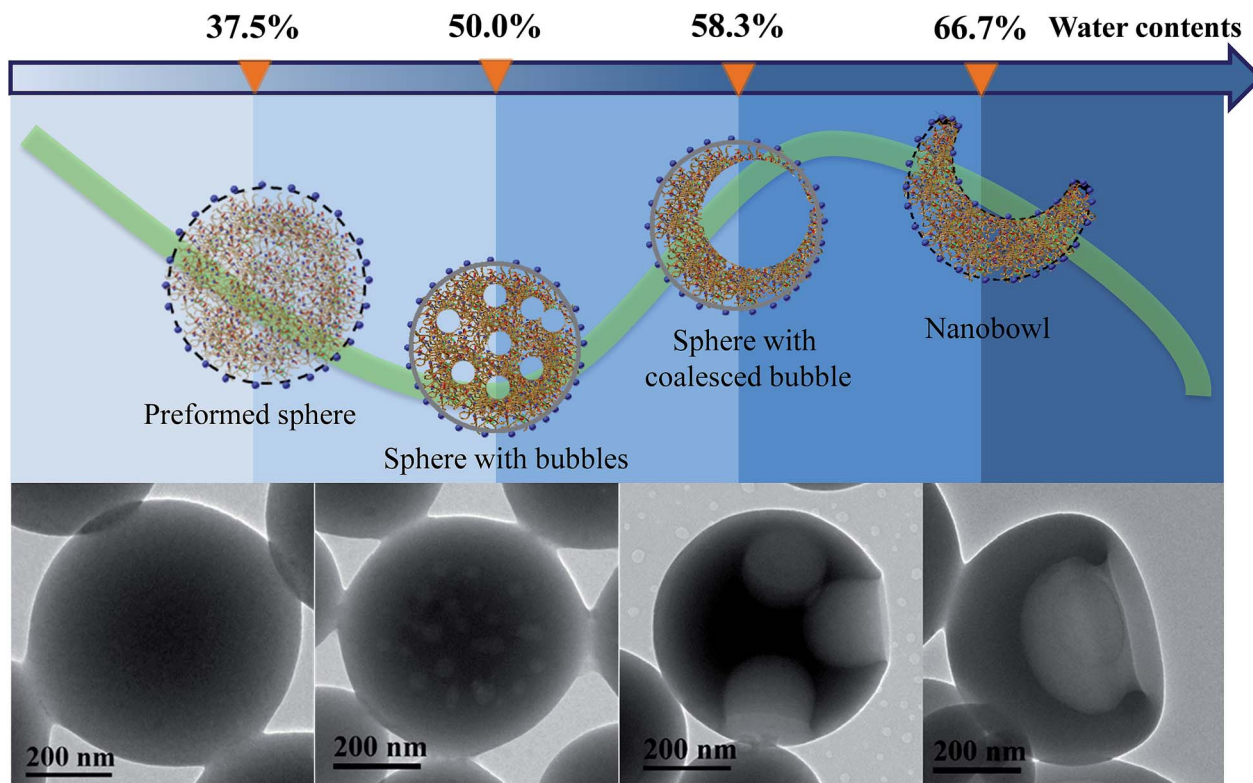 37.5% 50.0% 58.3% 66.7% Water contents
Preformed sphere
Sphere with bubbles
Sphere with
coalesced bubble
Nanobowl
200 nm
200 nm
200 nm
200 nm